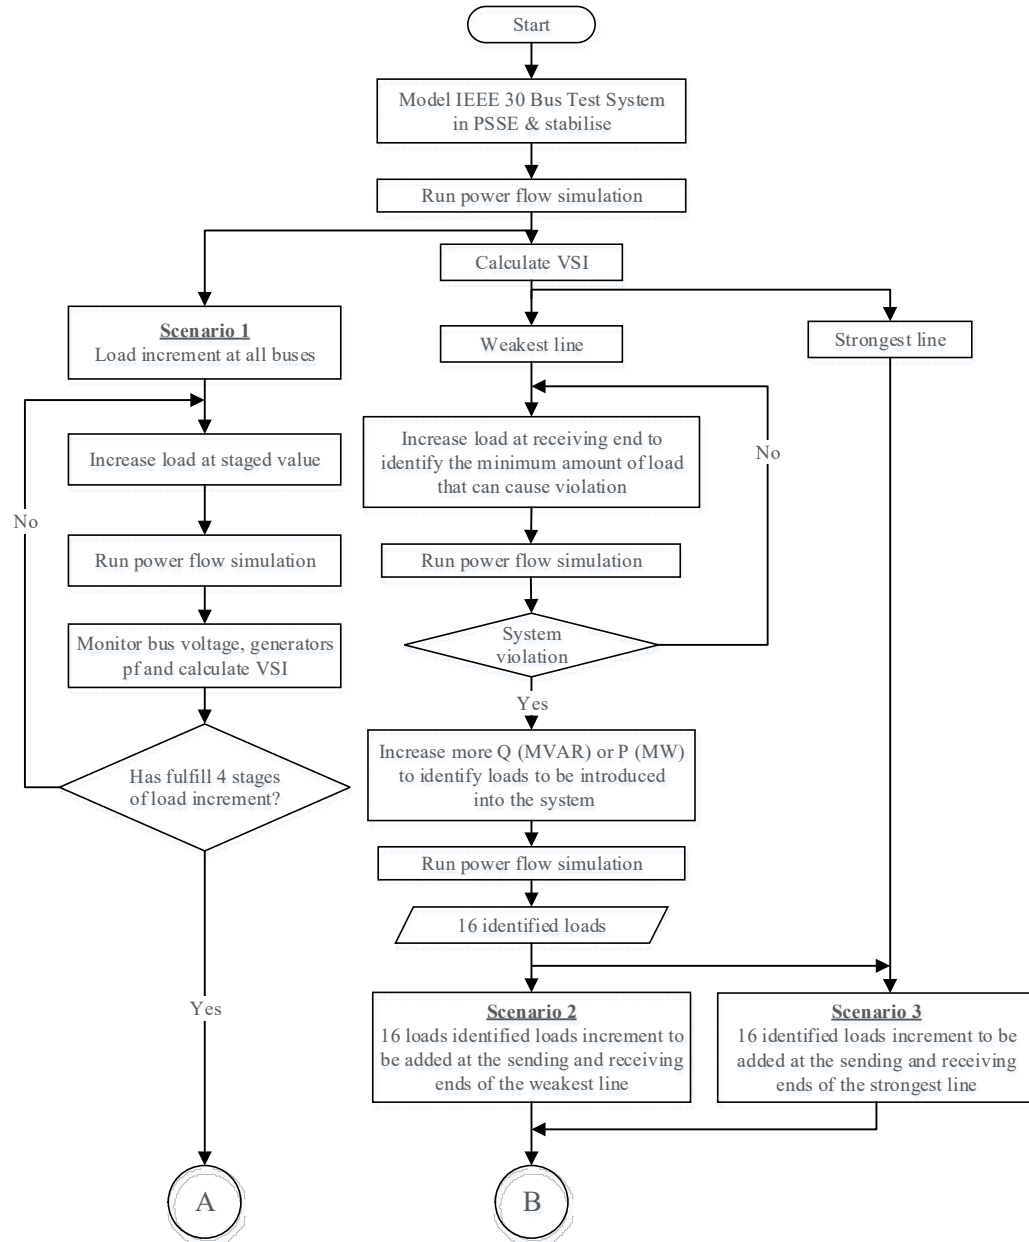 Start
Model IEEE 30 Bus Test System
in PSSE & stabilise
Run power flow simulation
Calculate VSI
Scenario 1
Load increment at all buses
Weakest line
Strongest line
Increase load at staged value
Increase load at receiving end to
identify the minimum amount of load
that can cause violation
No
No
Run power flow simulation
Run power flow simulation
Monitor bus voltage, generators
pf and calculate VSI
System
violation
Yes
Has fulfill 4 stages
of load increment?
Increase more Q (MVAR) or P (MW)
to identify loads to be introduced
into the system
Run power flow simulation
16 identified loads
Yes
Scenario 2
16 loads identified loads increment to
be added at the sending and receiving
ends of the weakest line
Scenario 3
16 identified loads increment to be
added at the sending and receiving
ends of the strongest line
A
B